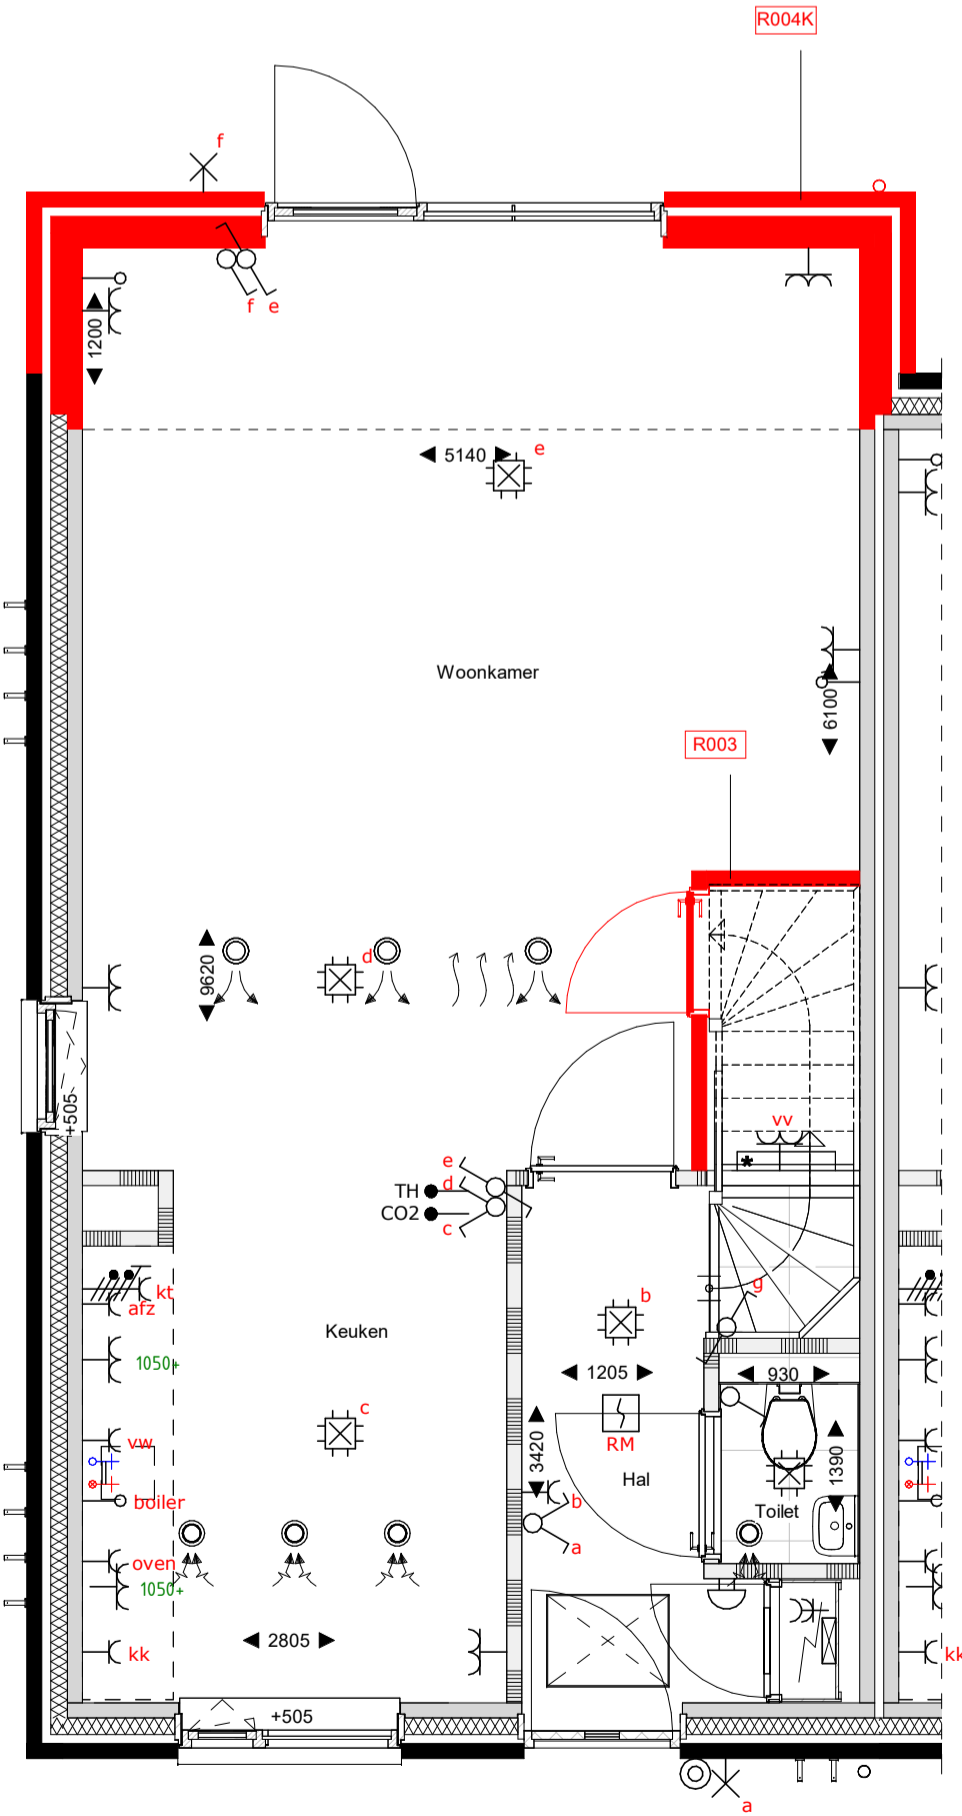 R004K
f
f e
1200
5140
e
Woonkamer
6100
R003
9620
d
+505
vv
*
e
TH
d
CO2
c
kt
afz
g
b
Keuken
1050+
1205
930
c
vw
RM
3420
1390
Hal
boiler
b
Toilet
a
oven
1050+
2805
kk
kk
+505
a